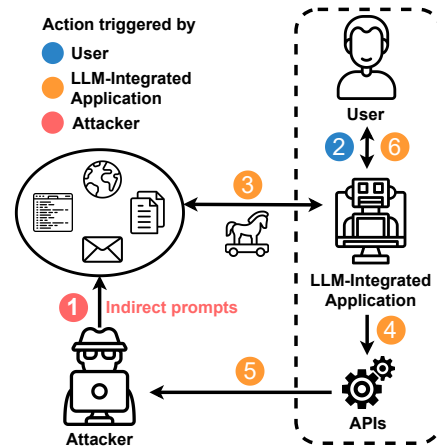 Action triggered by
User
LLM-Integrated
Application
Attacker
User
2
6
3
LLM-Integrated
Application
1
Indirect prompts
4
5
Attacker
APIs